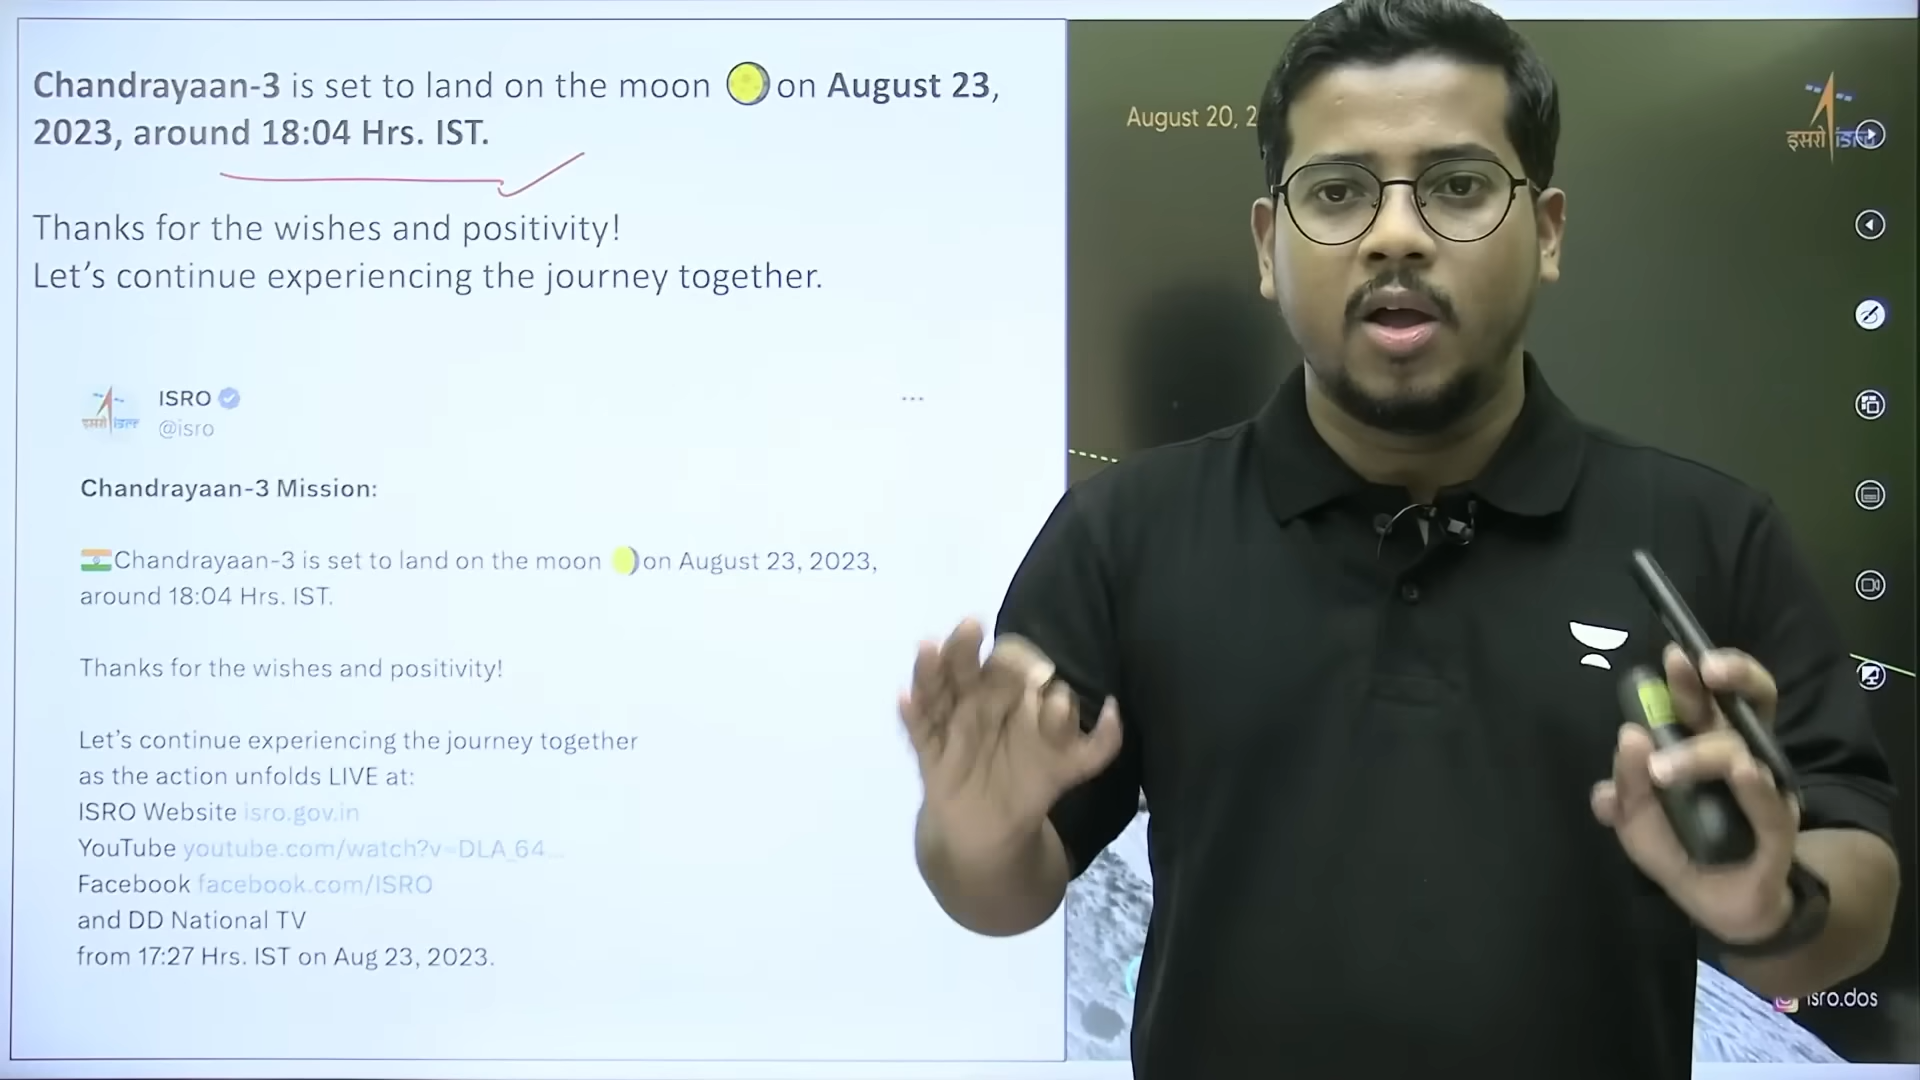 Chandrayaan-3 is set to land on the moon on August 23,
2023, around 18:04 Hrs. IST.
Thanks for the wishes and positivity!
Let's continue experiencing the journey together.
ISRO
@isro
Chandrayaan-3 Mission:
Chandrayaan-3 is set to land on the moon on August 23, 2023,
around 18:04 Hrs. IST.
Thanks for the wishes and positivity!
Let's continue experiencing the journey together
as the action unfolds LIVE at:
ISRO Website isro.gov.in
YouTube youtube.com/watch?v=DLA_64...
Facebook facebook.com/ISRO
and DD National TV
from 17:27 Hrs. IST on Aug 23, 2023.
August 20, 2
इसरो isro
isro.dos